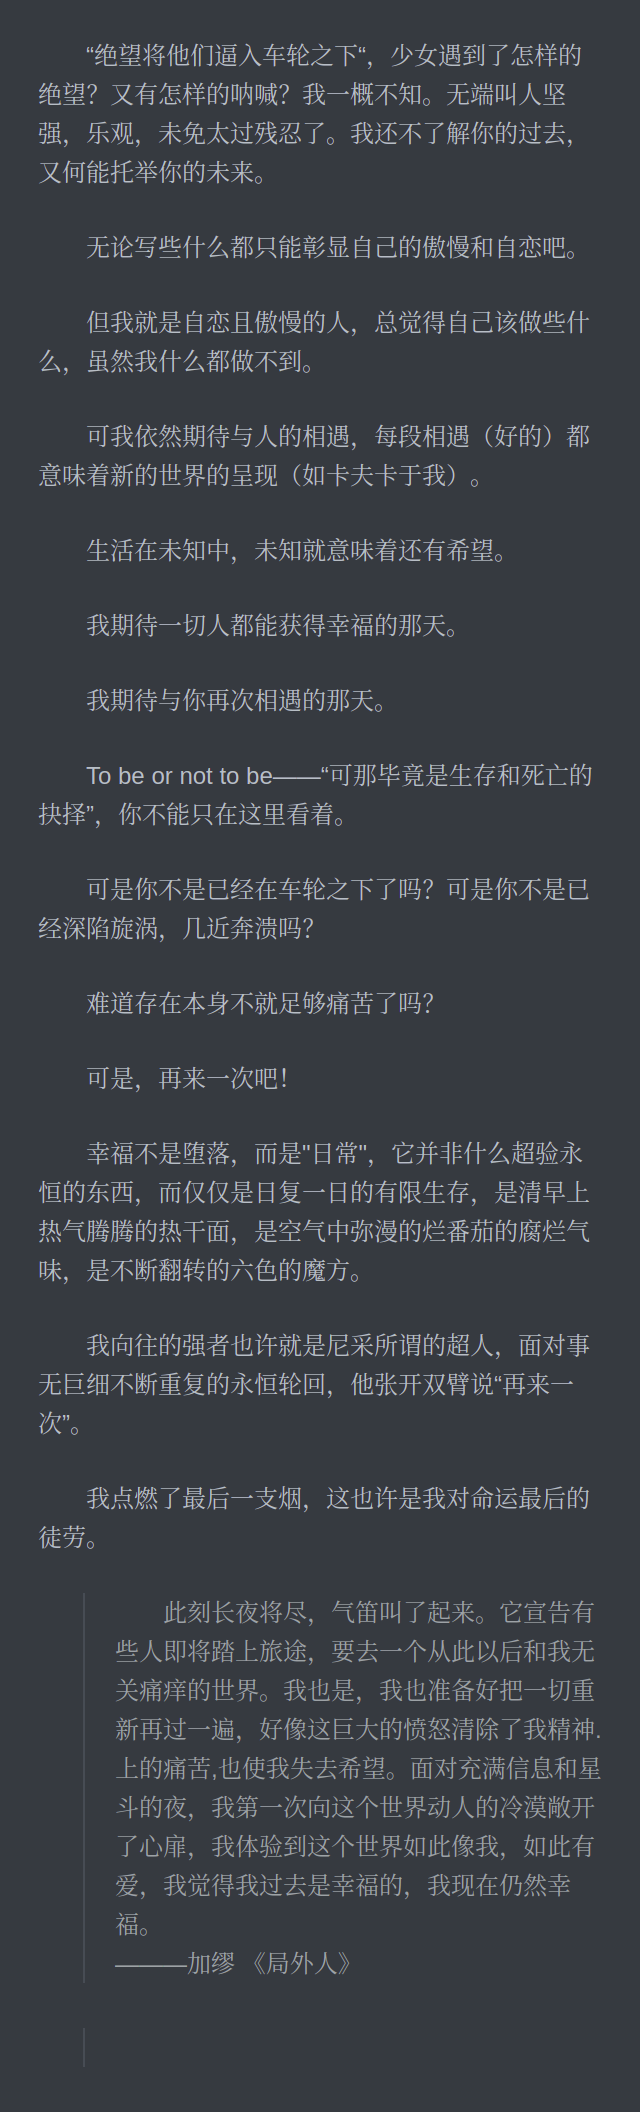 “绝望将他们逼入车轮之下“，少女遇到了怎样的
绝望？又有怎样的呐喊？我一概不知。无端叫人坚
强，乐观，未免太过残忍了。我还不了解你的过去，
又何能托举你的未来。
无论写些什么都只能彰显自己的傲慢和自恋吧。
但我就是自恋且傲慢的人，总觉得自己该做些什
么，虽然我什么都做不到。
可我依然期待与人的相遇，每段相遇（好的）都
意味着新的世界的呈现（如卡夫卡于我）。
生活在未知中，未知就意味着还有希望。
我期待一切人都能获得幸福的那天。
我期待与你再次相遇的那天。
To be or not to be——“可那毕竟是生存和死亡的
抉择”，你不能只在这里看着。
可是你不是已经在车轮之下了吗？可是你不是已
经深陷旋涡，几近奔溃吗？
难道存在本身不就足够痛苦了吗？
可是，再来一次吧！
幸福不是堕落，而是"日常"，它并非什么超验永
恒的东西，而仅仅是日复一日的有限生存，是清早上
热气腾腾的热干面，是空气中弥漫的烂番茄的腐烂气
味，是不断翻转的六色的魔方。
我向往的强者也许就是尼采所谓的超人，面对事
无巨细不断重复的永恒轮回，他张开双臂说“再来一
次”。
我点燃了最后一支烟，这也许是我对命运最后的
徒劳。
此刻长夜将尽，气笛叫了起来。它宣告有
些人即将踏上旅途，要去一个从此以后和我无
关痛痒的世界。我也是，我也准备好把一切重
新再过一遍，好像这巨大的愤怒清除了我精神.
上的痛苦,也使我失去希望。面对充满信息和星
斗的夜，我第一次向这个世界动人的冷漠敞开
了心扉，我体验到这个世界如此像我，如此有
爱，我觉得我过去是幸福的，我现在仍然幸
福。
———加缪 《局外人》